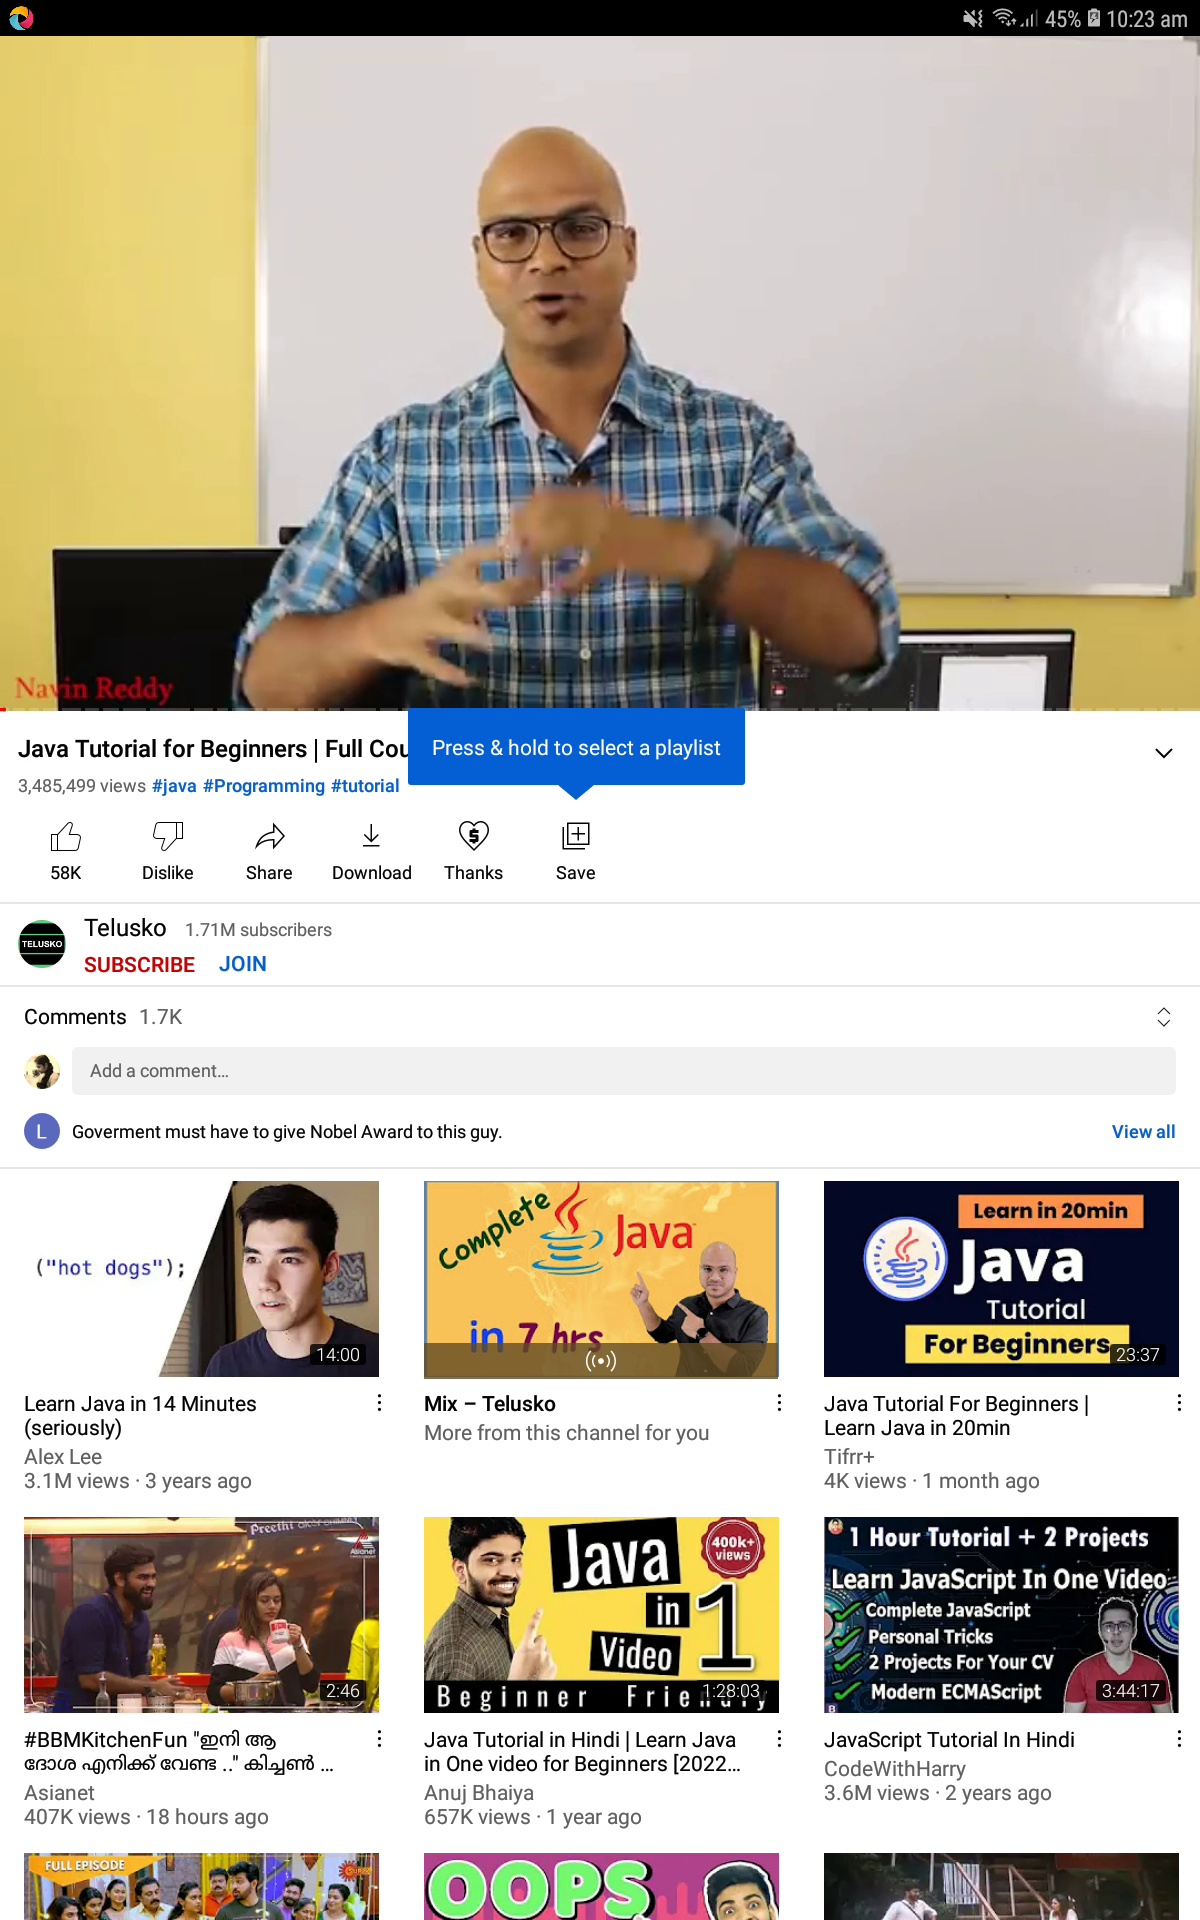 45% 10:23 am
Navin Reddy
Java Tutorial for Beginners | Full Cou
Press & hold to select a playlist
3,485,499 views #java #Programming #tutorial
58K
Dislike
Share
Download
Thanks
Save
TELUSKO
Telusko 1.71M subscribers
SUBSCRIBE JOIN
Comments 1.7K
Add a comment...
L
Goverment must have to give Nobel Award to this guy.
View all
("hot dogs");
14:00
Learn Java in 14 Minutes
(seriously)
Alex Lee
3.1M views · 3 years ago
Complete
Java
in 7 hrs
Mix – Telusko
More from this channel for you
Learn in 20min
Java
Tutorial
For Beginners
23:37
Java Tutorial For Beginners |
Learn Java in 20min
Tifrr+
4K views · 1 month ago
Preethi
Asianet
2:46
#BBMKitchenFun "ഇനി ആ
ദോശ എനിക്ക് വേണ്ട .." കിച്ചൺ ...
Asianet
407K views · 18 hours ago
Java
in 1
Video
400k+
views
Beginner
1:28:03
Java Tutorial in Hindi | Learn Java
in One video for Beginners [2022...
Anuj Bhaiya
657K views · 1 year ago
1 Hour Tutorial + 2 Projects
Learn JavaScript In One Video
Complete JavaScript
Personal Tricks
2 Projects For Your CV
Modern ECMAScript
3:44:17
JavaScript Tutorial In Hindi
CodeWithHarry
3.6M views · 2 years ago
FULL EPISODE
OOPS